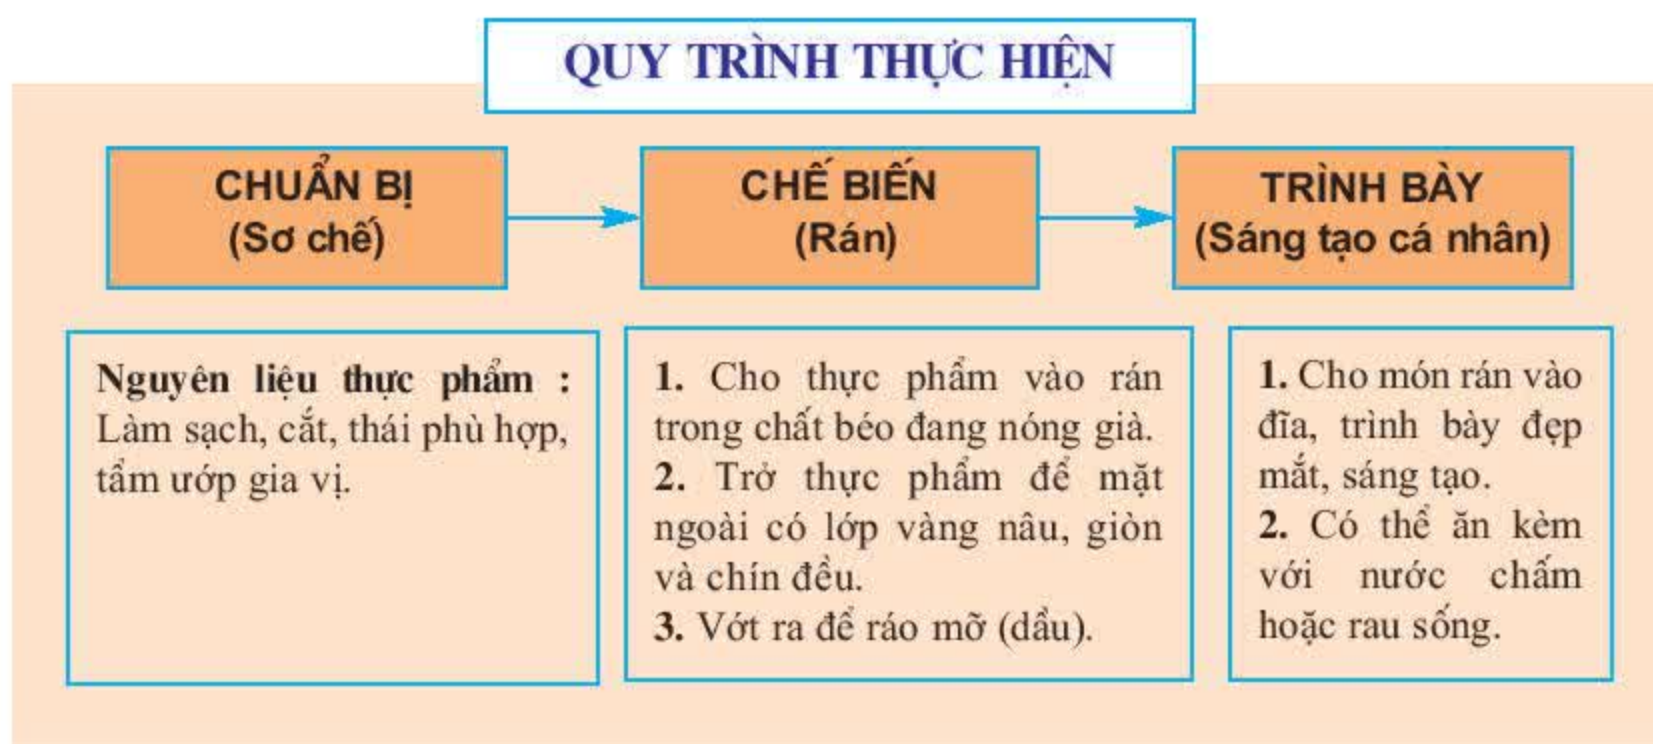 QUY TRÌNH THỰC HIỆN
CHUẨN BỊ
(Sơ chế)
CHẾ BIẾN
(Rán)
TRÌNH BÀY
(Sáng tạo cá nhân)
Nguyên liệu thực phẩm :
Làm sạch, cắt, thái phù hợp,
tẩm ướp gia vị.
1. Cho thực phẩm vào rán
trong chất béo đang nóng già.
2. Trở thực phẩm để mặt
ngoài có lớp vàng nâu, giòn
và chín đều.
3. Vớt ra để ráo mỡ (dầu).
1. Cho món rán vào
đĩa, trình bày đẹp
mắt, sáng tạo.
2. Có thể ăn kèm
với nước chấm
hoặc rau sống.